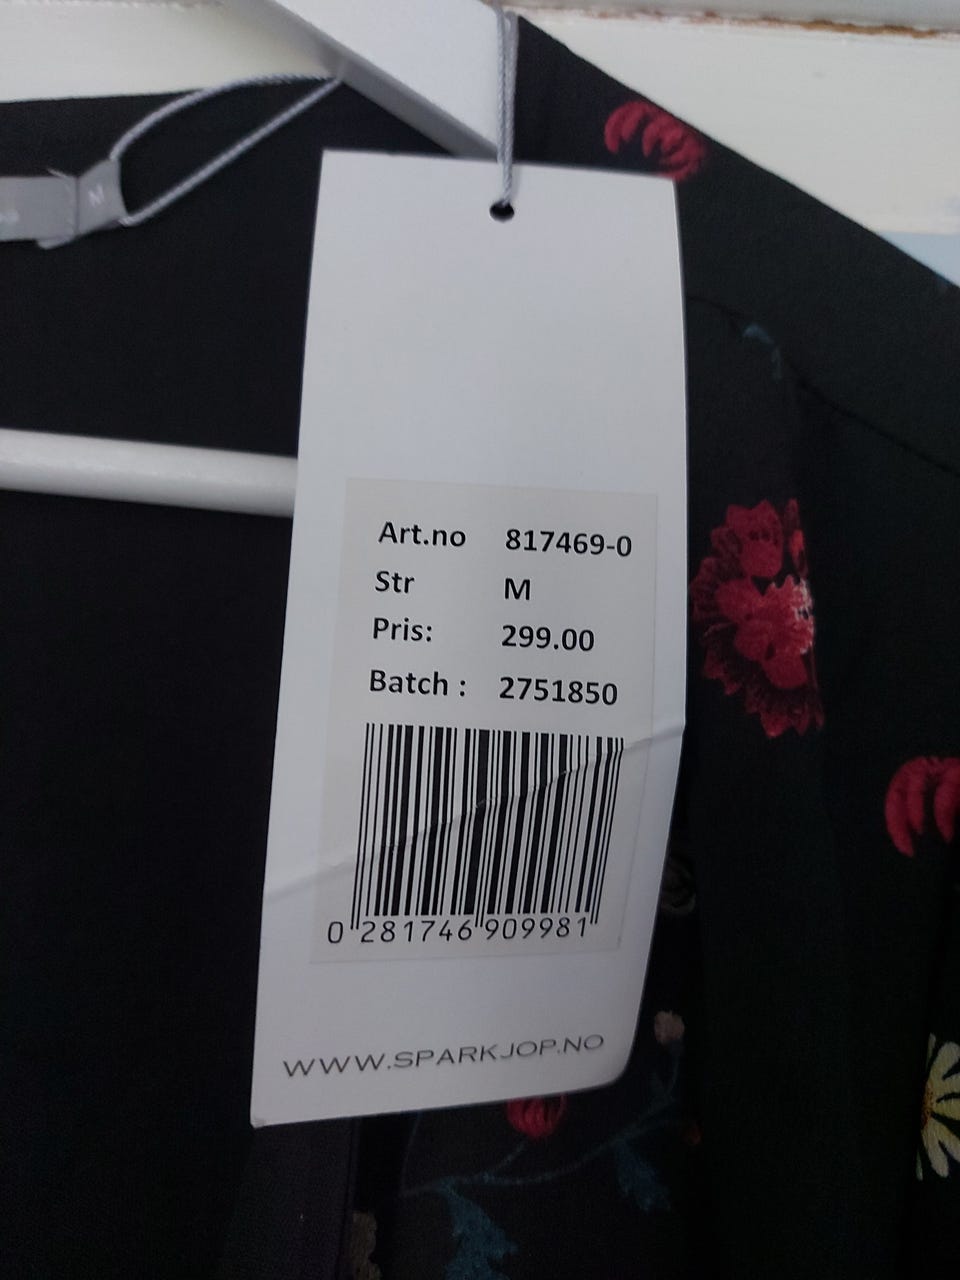 M
Art.no 817469-0
Str M
Pris: 299.00
Batch : 2751850
0 281746 909981
WWW.SPARKJOP.NO